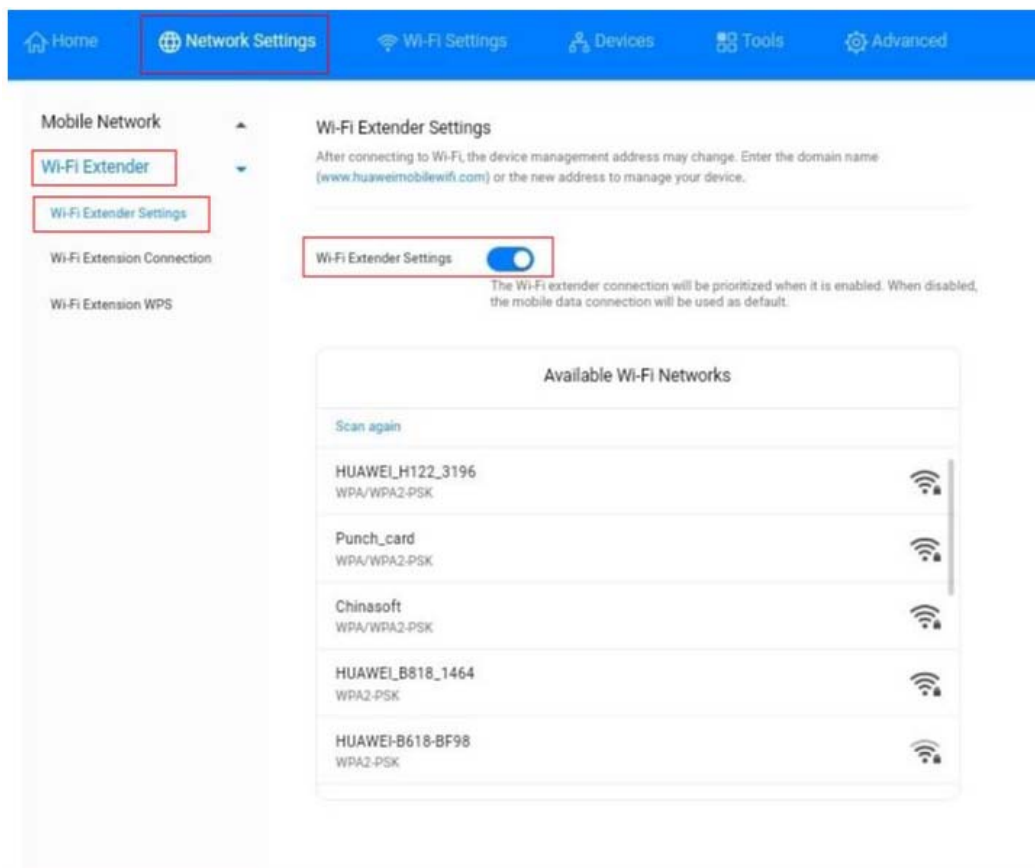 Home Network Settings Wi-Fi Settings Devices Tools Advanced
Mobile Network
Wi-Fi Extender
Wi-Fi Extender Settings
Wi-Fi Extension Connection
Wi-Fi Extension WPS
Wi-Fi Extender Settings
After connecting to Wi-Fi, the device management address may change. Enter the domain name
(www.huaweimobilewifi.com) or the new address to manage your device.
Wi-Fi Extender Settings
The Wi-Fi extender connection will be prioritized when it is enabled. When disabled,
the mobile data connection will be used as default.
Available Wi-Fi Networks
Scan again
HUAWEI_H122_3196
WPA/WPA2-PSK
Punch_card
WPA/WPA2-PSK
Chinasoft
WPA/WPA2-PSK
HUAWEI_B818_1464
WPA2-PSK
HUAWEI-B618-BF98
WPA2-PSK